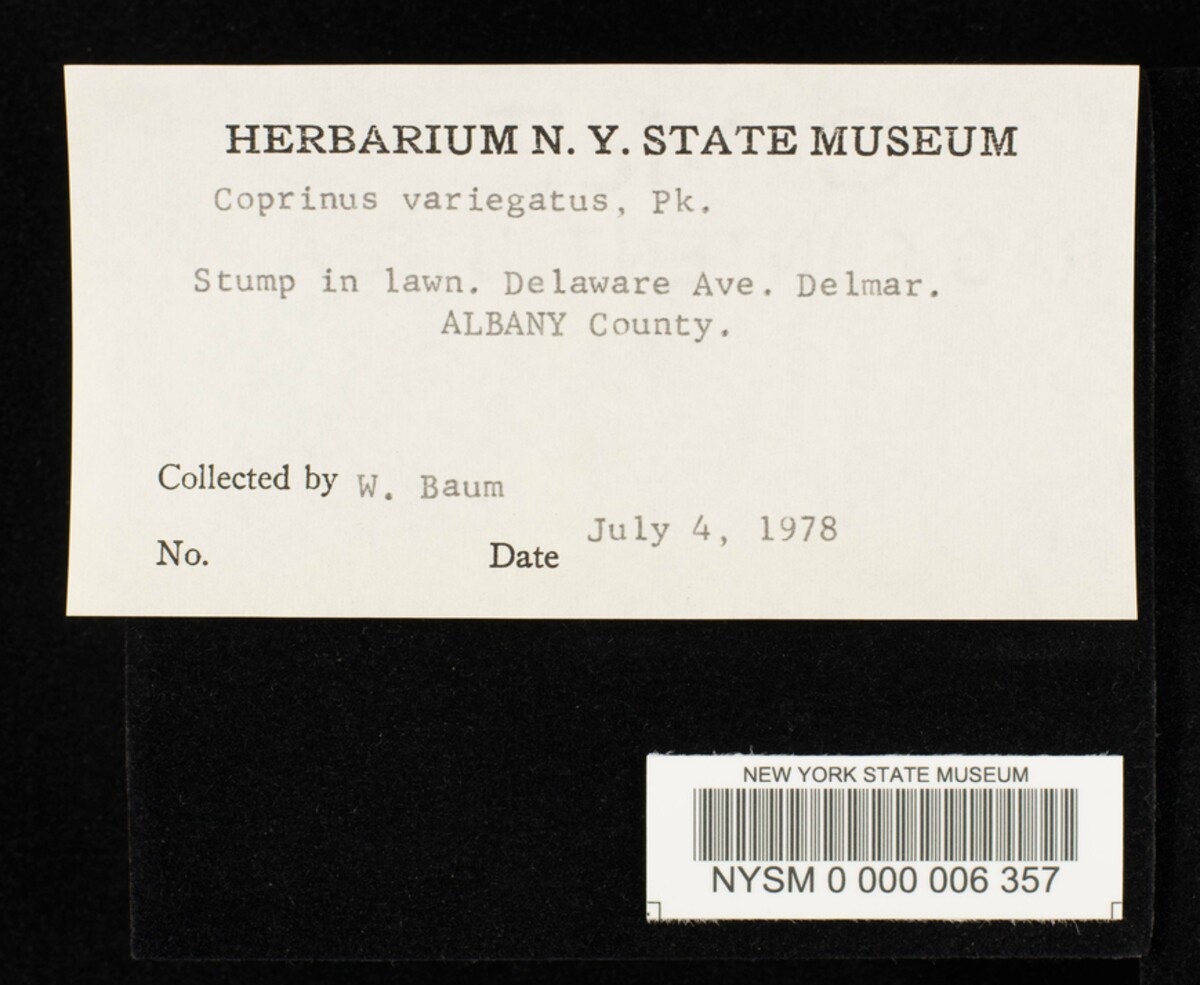 HERBARIUM N. Y. STATE MUSEUM
Coprinus variegatus, Pk.
Stump in lawn. Delaware Ave. Delmar.
ALBANY County.
Collected by W. Baum
No. Date July 4, 1978
NEW YORK STATE MUSEUM
NYSM 0 000 006 357